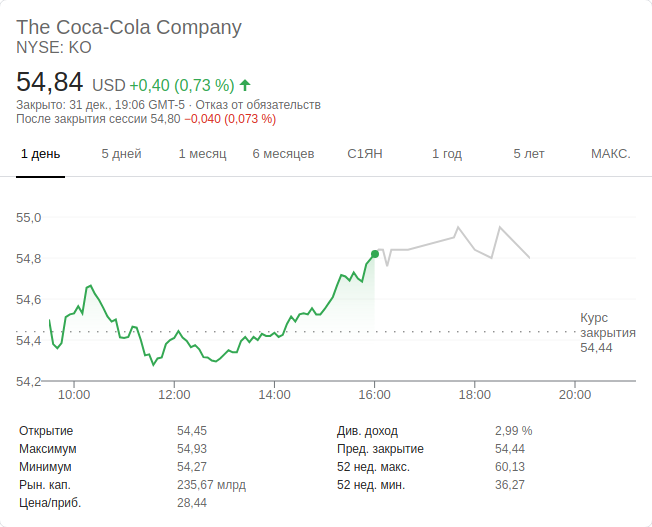 The Coca-Cola Company
NYSE: KO
54,84 USD +0,40 (0,73 %)
Закрыто: 31 дек., 19:06 GMT-5 · Отказ от обязательств
После закрытия сессии 54,80 −0,040 (0,073 %)
1 день 5 дней 1 месяц 6 месяцев С1ЯН 1 год 5 лет МАКС.
55,0
54,8
54,6
54,4
54,2
Курс
закрытия
54,44
10:00 12:00 14:00 16:00 18:00 20:00
Открытие 54,45 Див. доход 2,99 %
Максимум 54,93 Пред. закрытие 54,44
Минимум 54,27 52 нед. макс. 60,13
Рын. кап. 235,67 млрд 52 нед. мин. 36,27
Цена/приб. 28,44